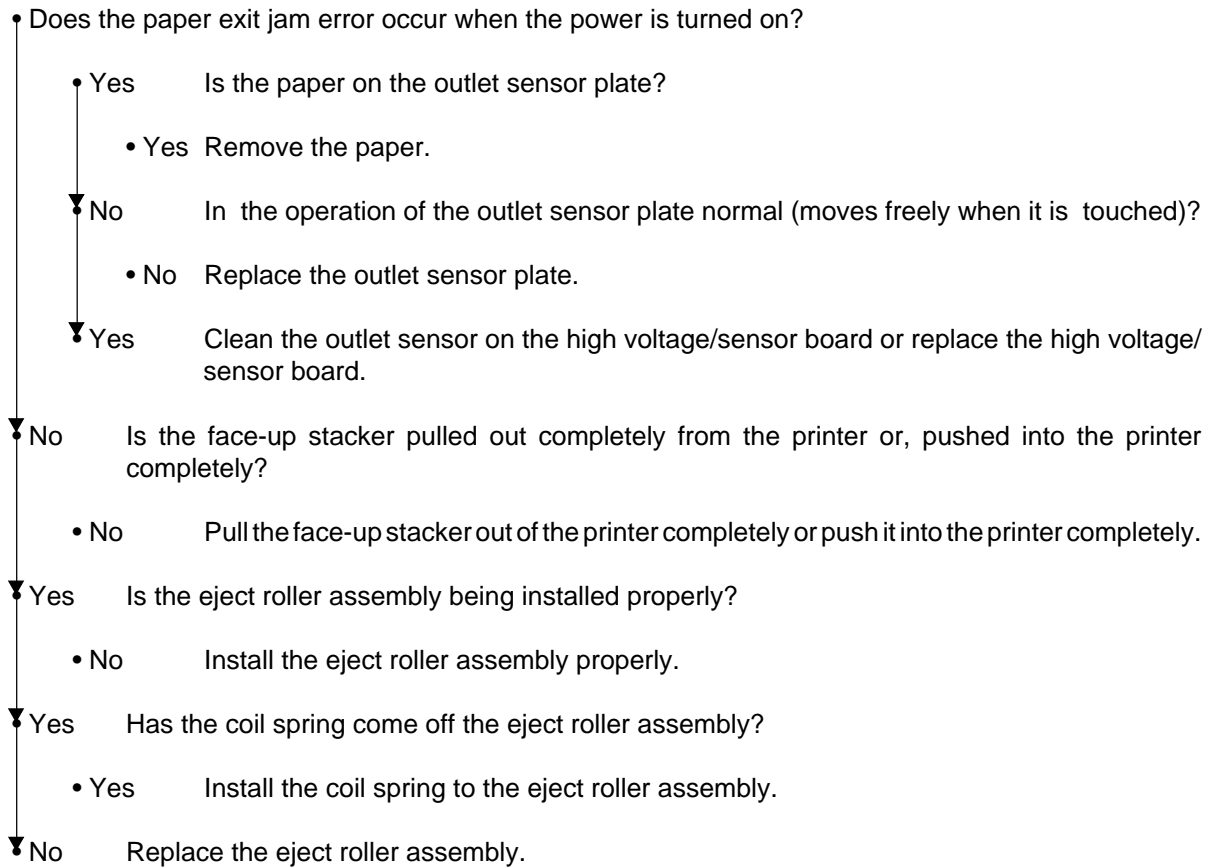 • Does the paper exit jam error occur when the power is turned on?
• Yes Is the paper on the outlet sensor plate?
• Yes Remove the paper.
• No In the operation of the outlet sensor plate normal (moves freely when it is touched)?
• No Replace the outlet sensor plate.
• Yes Clean the outlet sensor on the high voltage/sensor board or replace the high voltage/
sensor board.
• No Is the face-up stacker pulled out completely from the printer or, pushed into the printer
completely?
• No Pull the face-up stacker out of the printer completely or push it into the printer completely.
• Yes Is the eject roller assembly being installed properly?
• No Install the eject roller assembly properly.
• Yes Has the coil spring come off the eject roller assembly?
• Yes Install the coil spring to the eject roller assembly.
• No Replace the eject roller assembly.